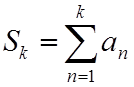 S_k = \sum_{n=1}^{k} a_n